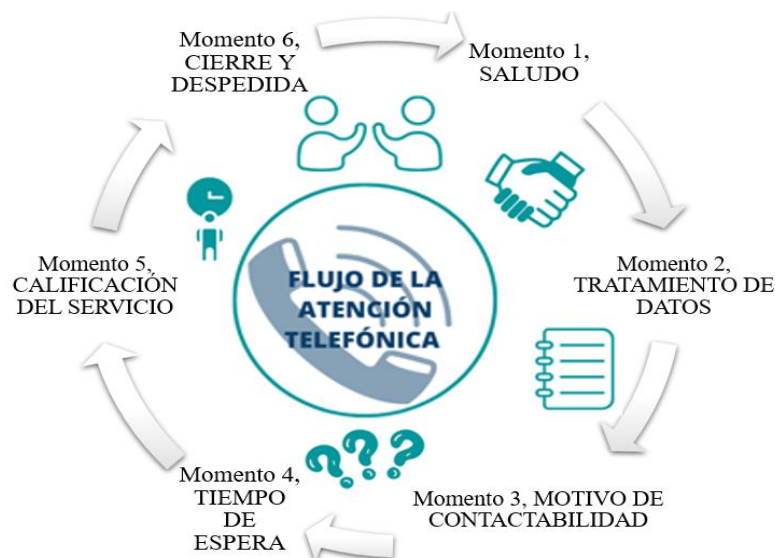 Momento 6,
CIERRE Y
DESPEDIDA
Momento 1,
SALUDO
Momento 2,
TRATAMIENTO DE
DATOS
Momento 3, MOTIVO DE
CONTACTABILIDAD
Momento 4,
TIEMPO
DE
ESPERA
Momento 5,
CALIFICACIÓN
DEL SERVICIO
FLUJO DE LA
ATENCIÓN
TELEFÓNICA
???